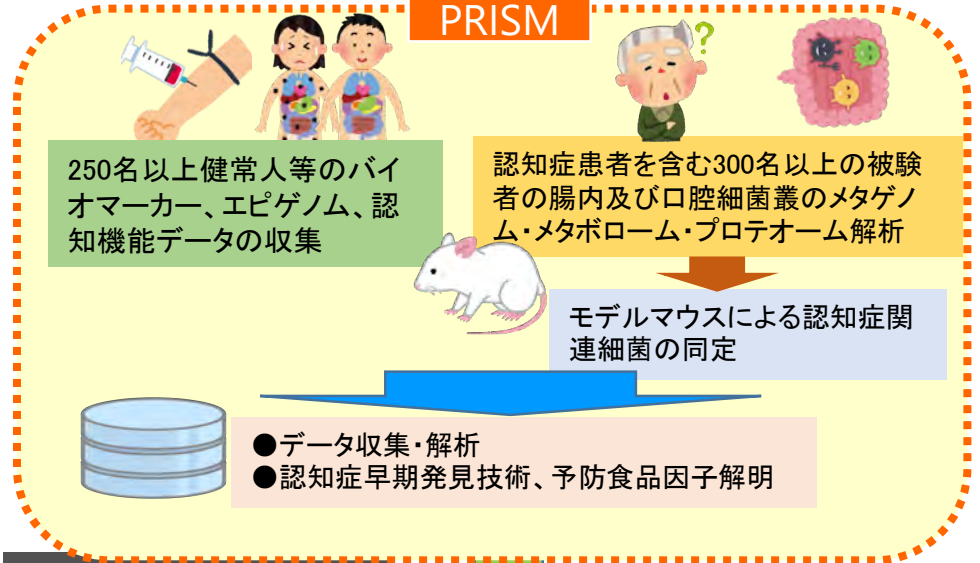 PRISM
250名以上健常人等のバイ
オマーカー、エピゲノム、認
知機能データの収集
認知症患者を含む300名以上の被験
者の腸内及び口腔細菌叢のメタゲノ
ム・メタボローム・プロテオーム解析
モデルマウスによる認知症関
連細菌の同定
●データ収集・解析
●認知症早期発見技術、予防食品因子解明